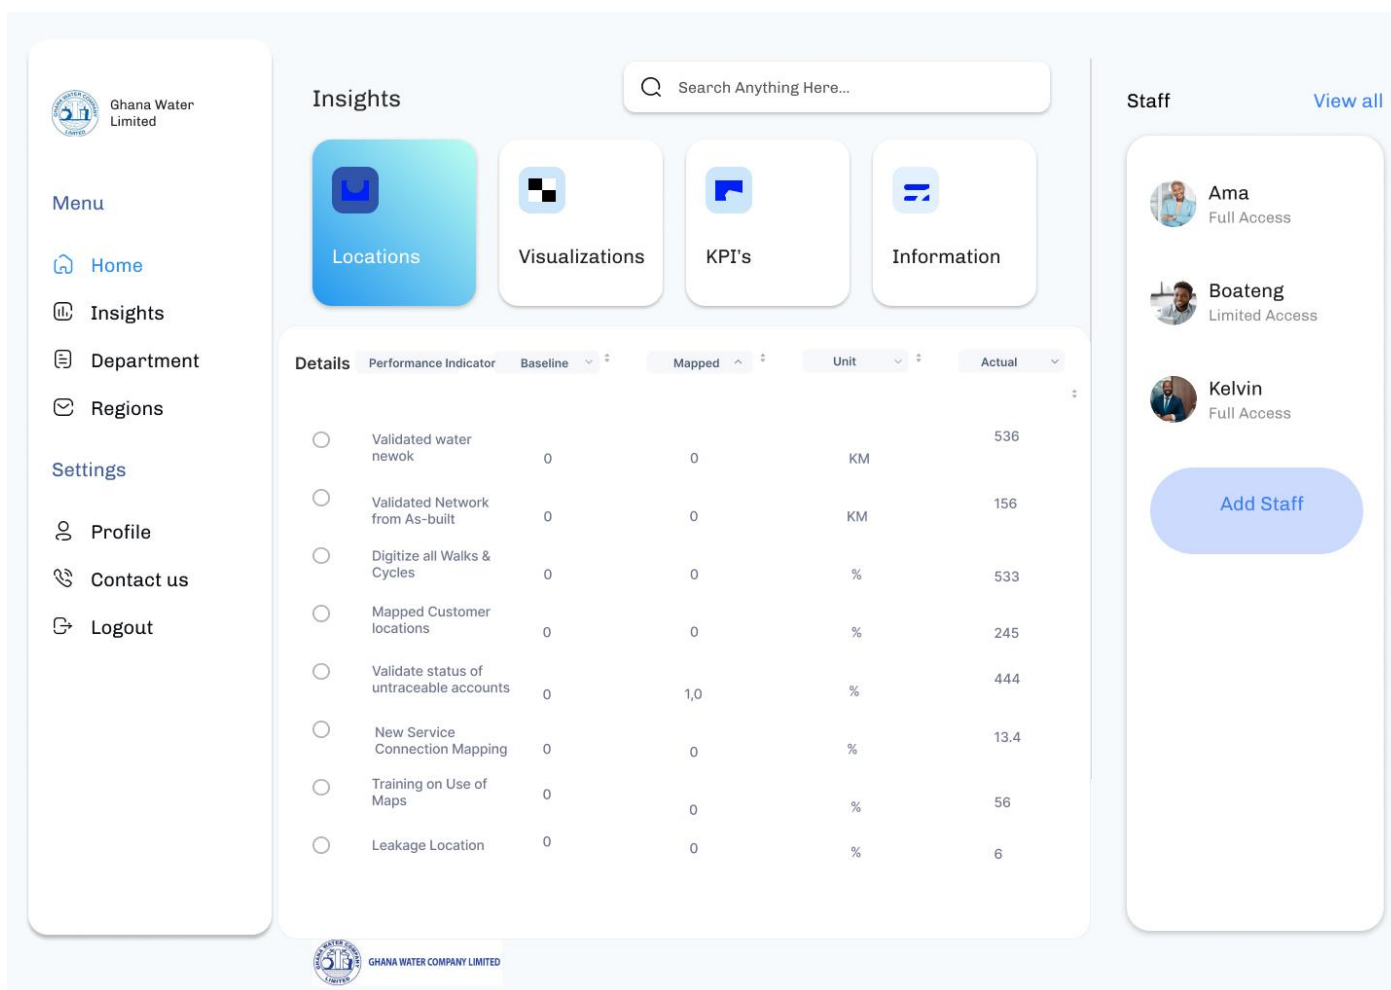 Ghana Water
Limited
Menu
Home
Insights
Department
Regions
Settings
Profile
Contact us
Logout
Insights
Search Anything Here...
Locations
Visualizations
KPI's
Information
Details Performance Indicator Baseline Mapped Unit Actual
Validated water
newok 0 0 KM 536
Validated Network
from As-built 0 0 KM 156
Digitize all Walks &
Cycles 0 0 % 533
Mapped Customer
locations 0 0 % 245
Validate status of
untraceable accounts 0 1,0 % 444
New Service
Connection Mapping 0 0 % 13.4
Training on Use of
Maps 0 0 % 56
Leakage Location 0 0 % 6
GHANA WATER COMPANY LIMITED
Staff View all
Ama
Full Access
Boateng
Limited Access
Kelvin
Full Access
Add Staff